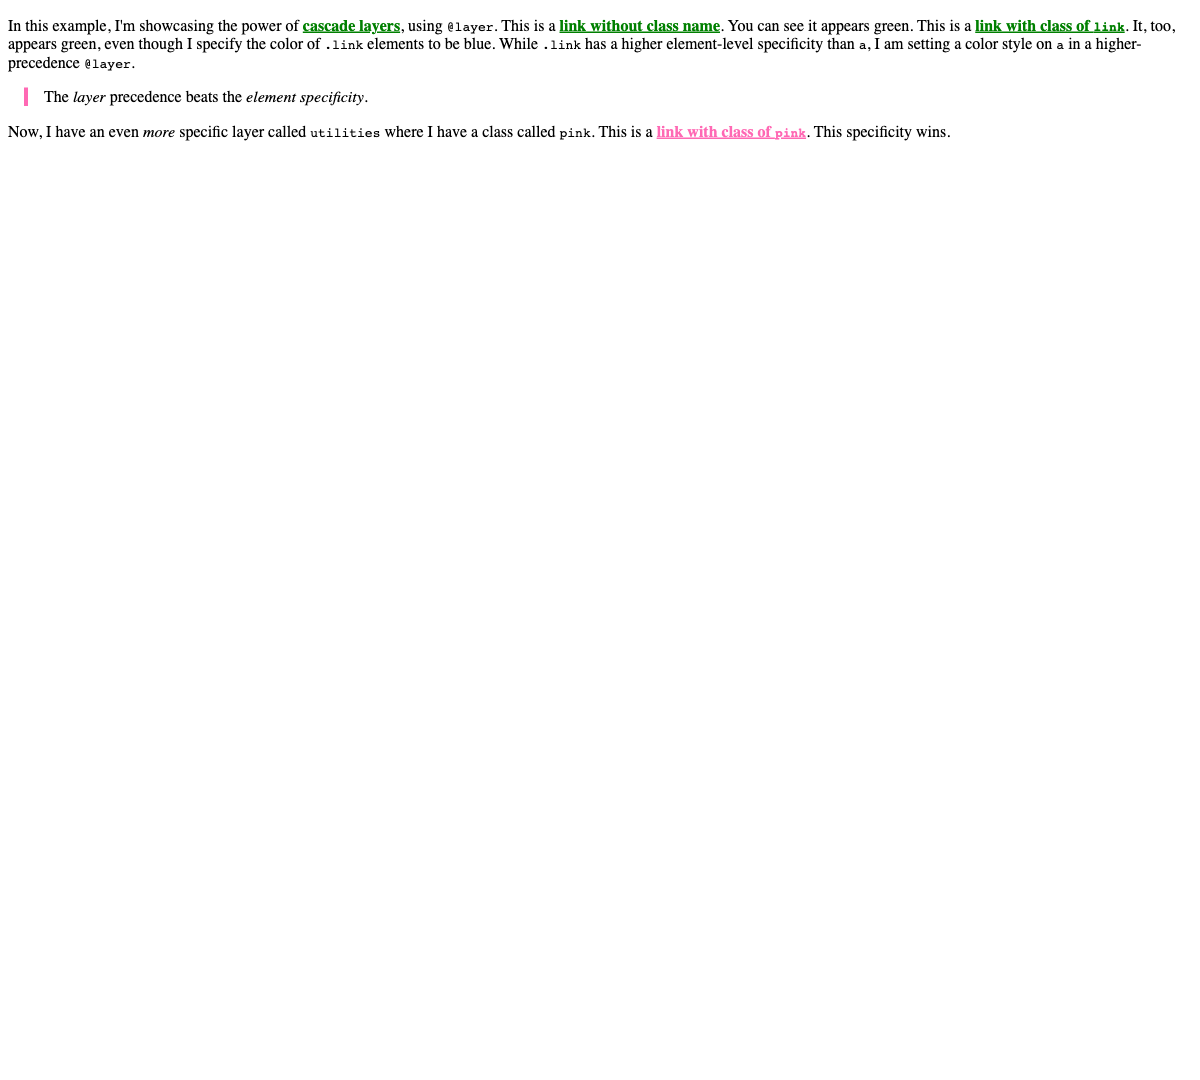 In this example, I'm showcasing the power of cascade layers, using @layer. This is a link without class name. You can see it appears green. This is a link with class of link. It, too,
appears green, even though I specify the color of .link elements to be blue. While .link has a higher element-level specificity than a, I am setting a color style on a in a higher-
precedence @layer.
The layer precedence beats the element specificity.
Now, I have an even more specific layer called utilities where I have a class called pink. This is a link with class of pink. This specificity wins.